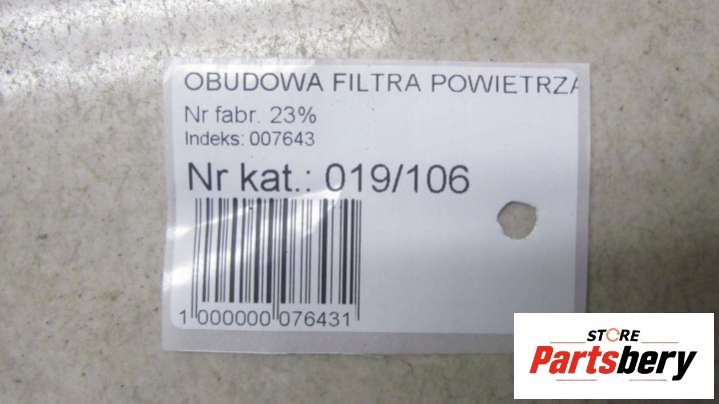 OBUDOWA FILTRA POWIETRZA
Nr fabr. 23%
Indeks: 007643
Nr kat.: 019/106
1 000000 076431
STORE
Partsbery